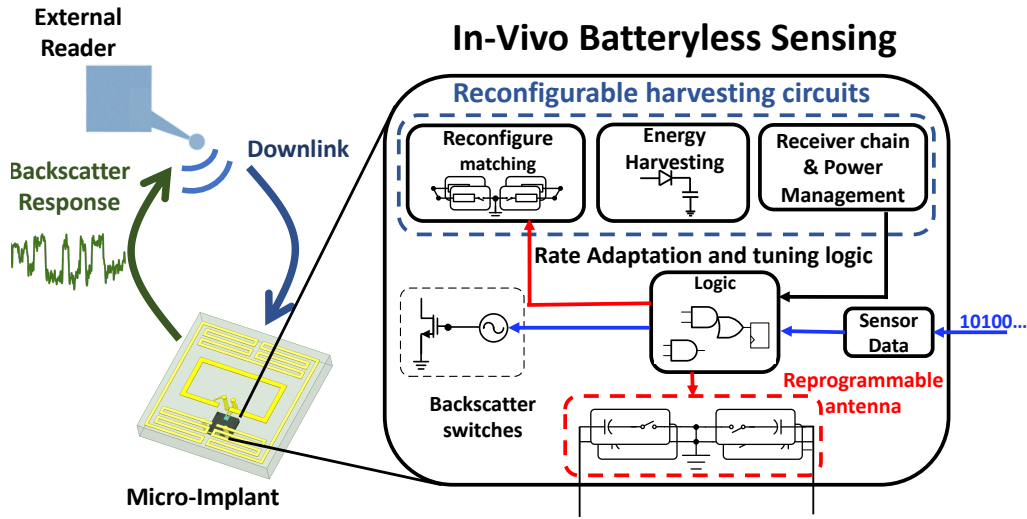 External
Reader
In-Vivo Batteryless Sensing
Downlink
Backscatter
Response
Micro-Implant
Reconfigurable harvesting circuits
Reconfigure
matching
Energy
Harvesting
Receiver chain
& Power
Management
Rate Adaptation and tuning logic
Logic
Sensor
Data
10100...
Backscatter
switches
Reprogrammable
antenna